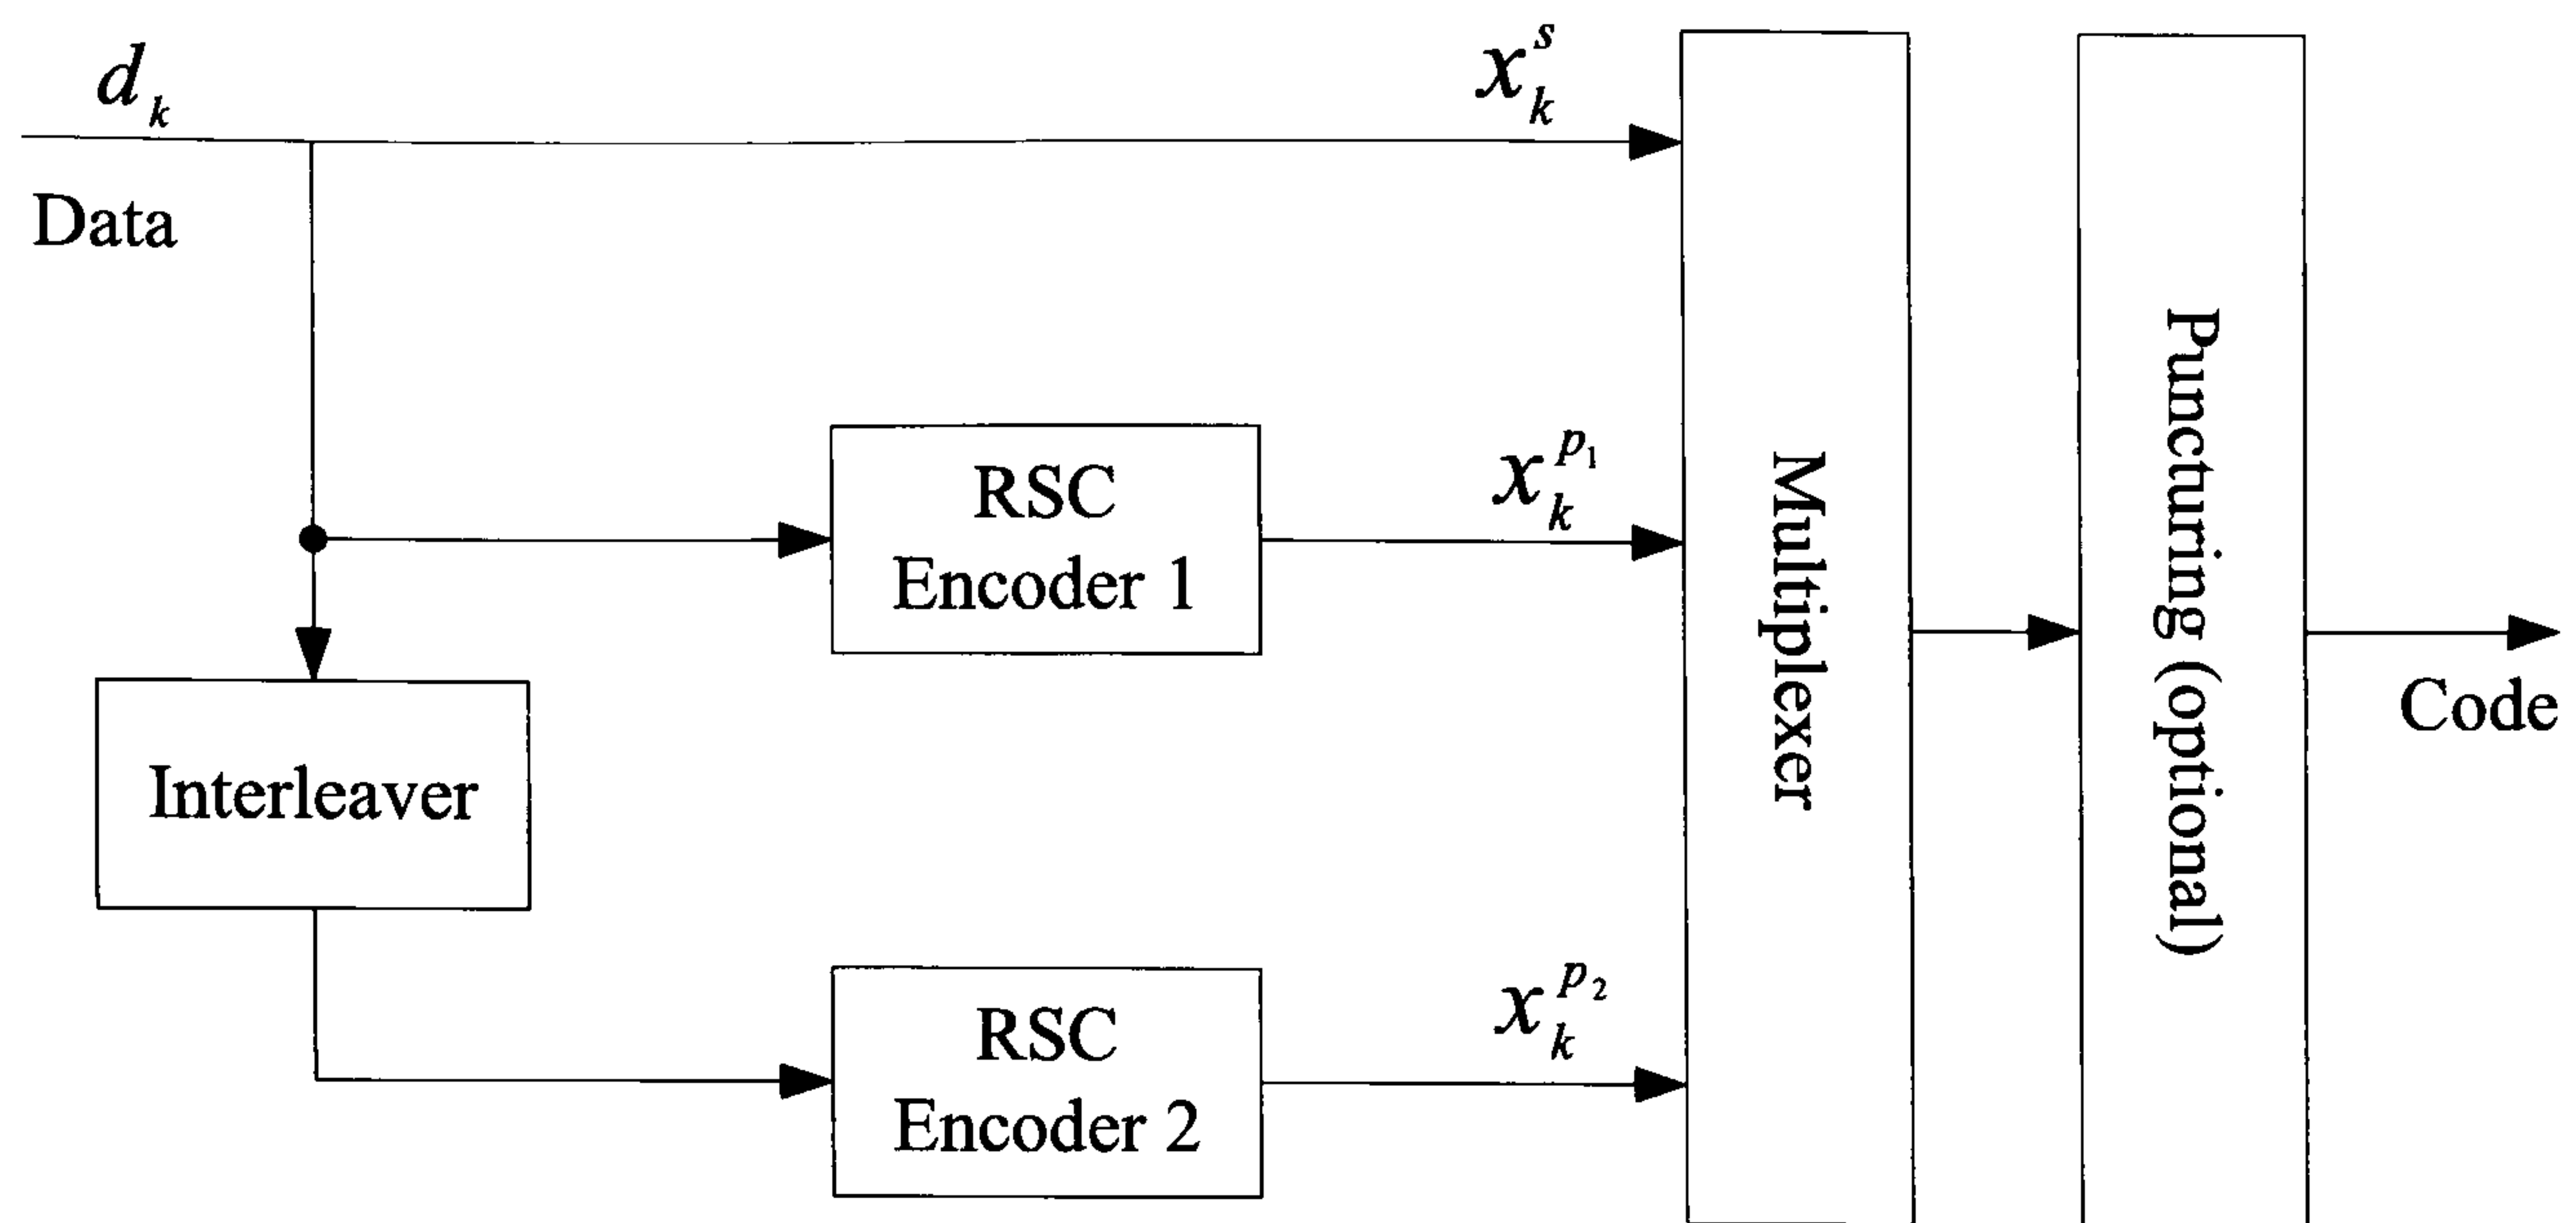 d_k
x_k^s
Data
RSC
Encoder 1
x_k^{p_1}
Interleaver
RSC
Encoder 2
x_k^{p_2}
Multiplexer
Puncturing (optional)
Code